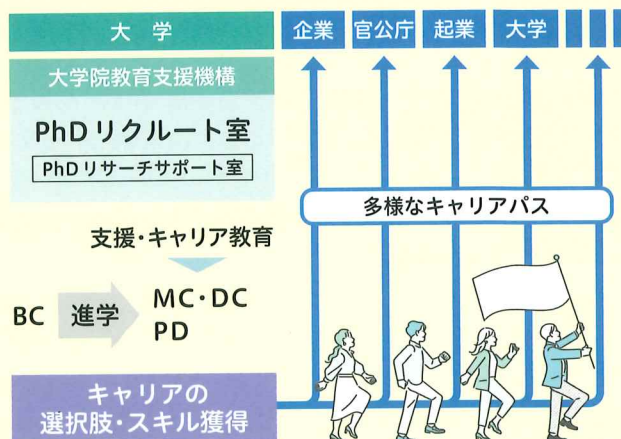 大学
企業
官公庁
起業
大学
大学院教育支援機構
PhDリクルート室
PhDリサーチサポート室
多様なキャリアパス
支援・キャリア教育
BC
進学
MC・DC
PD
キャリアの
選択肢・スキル獲得